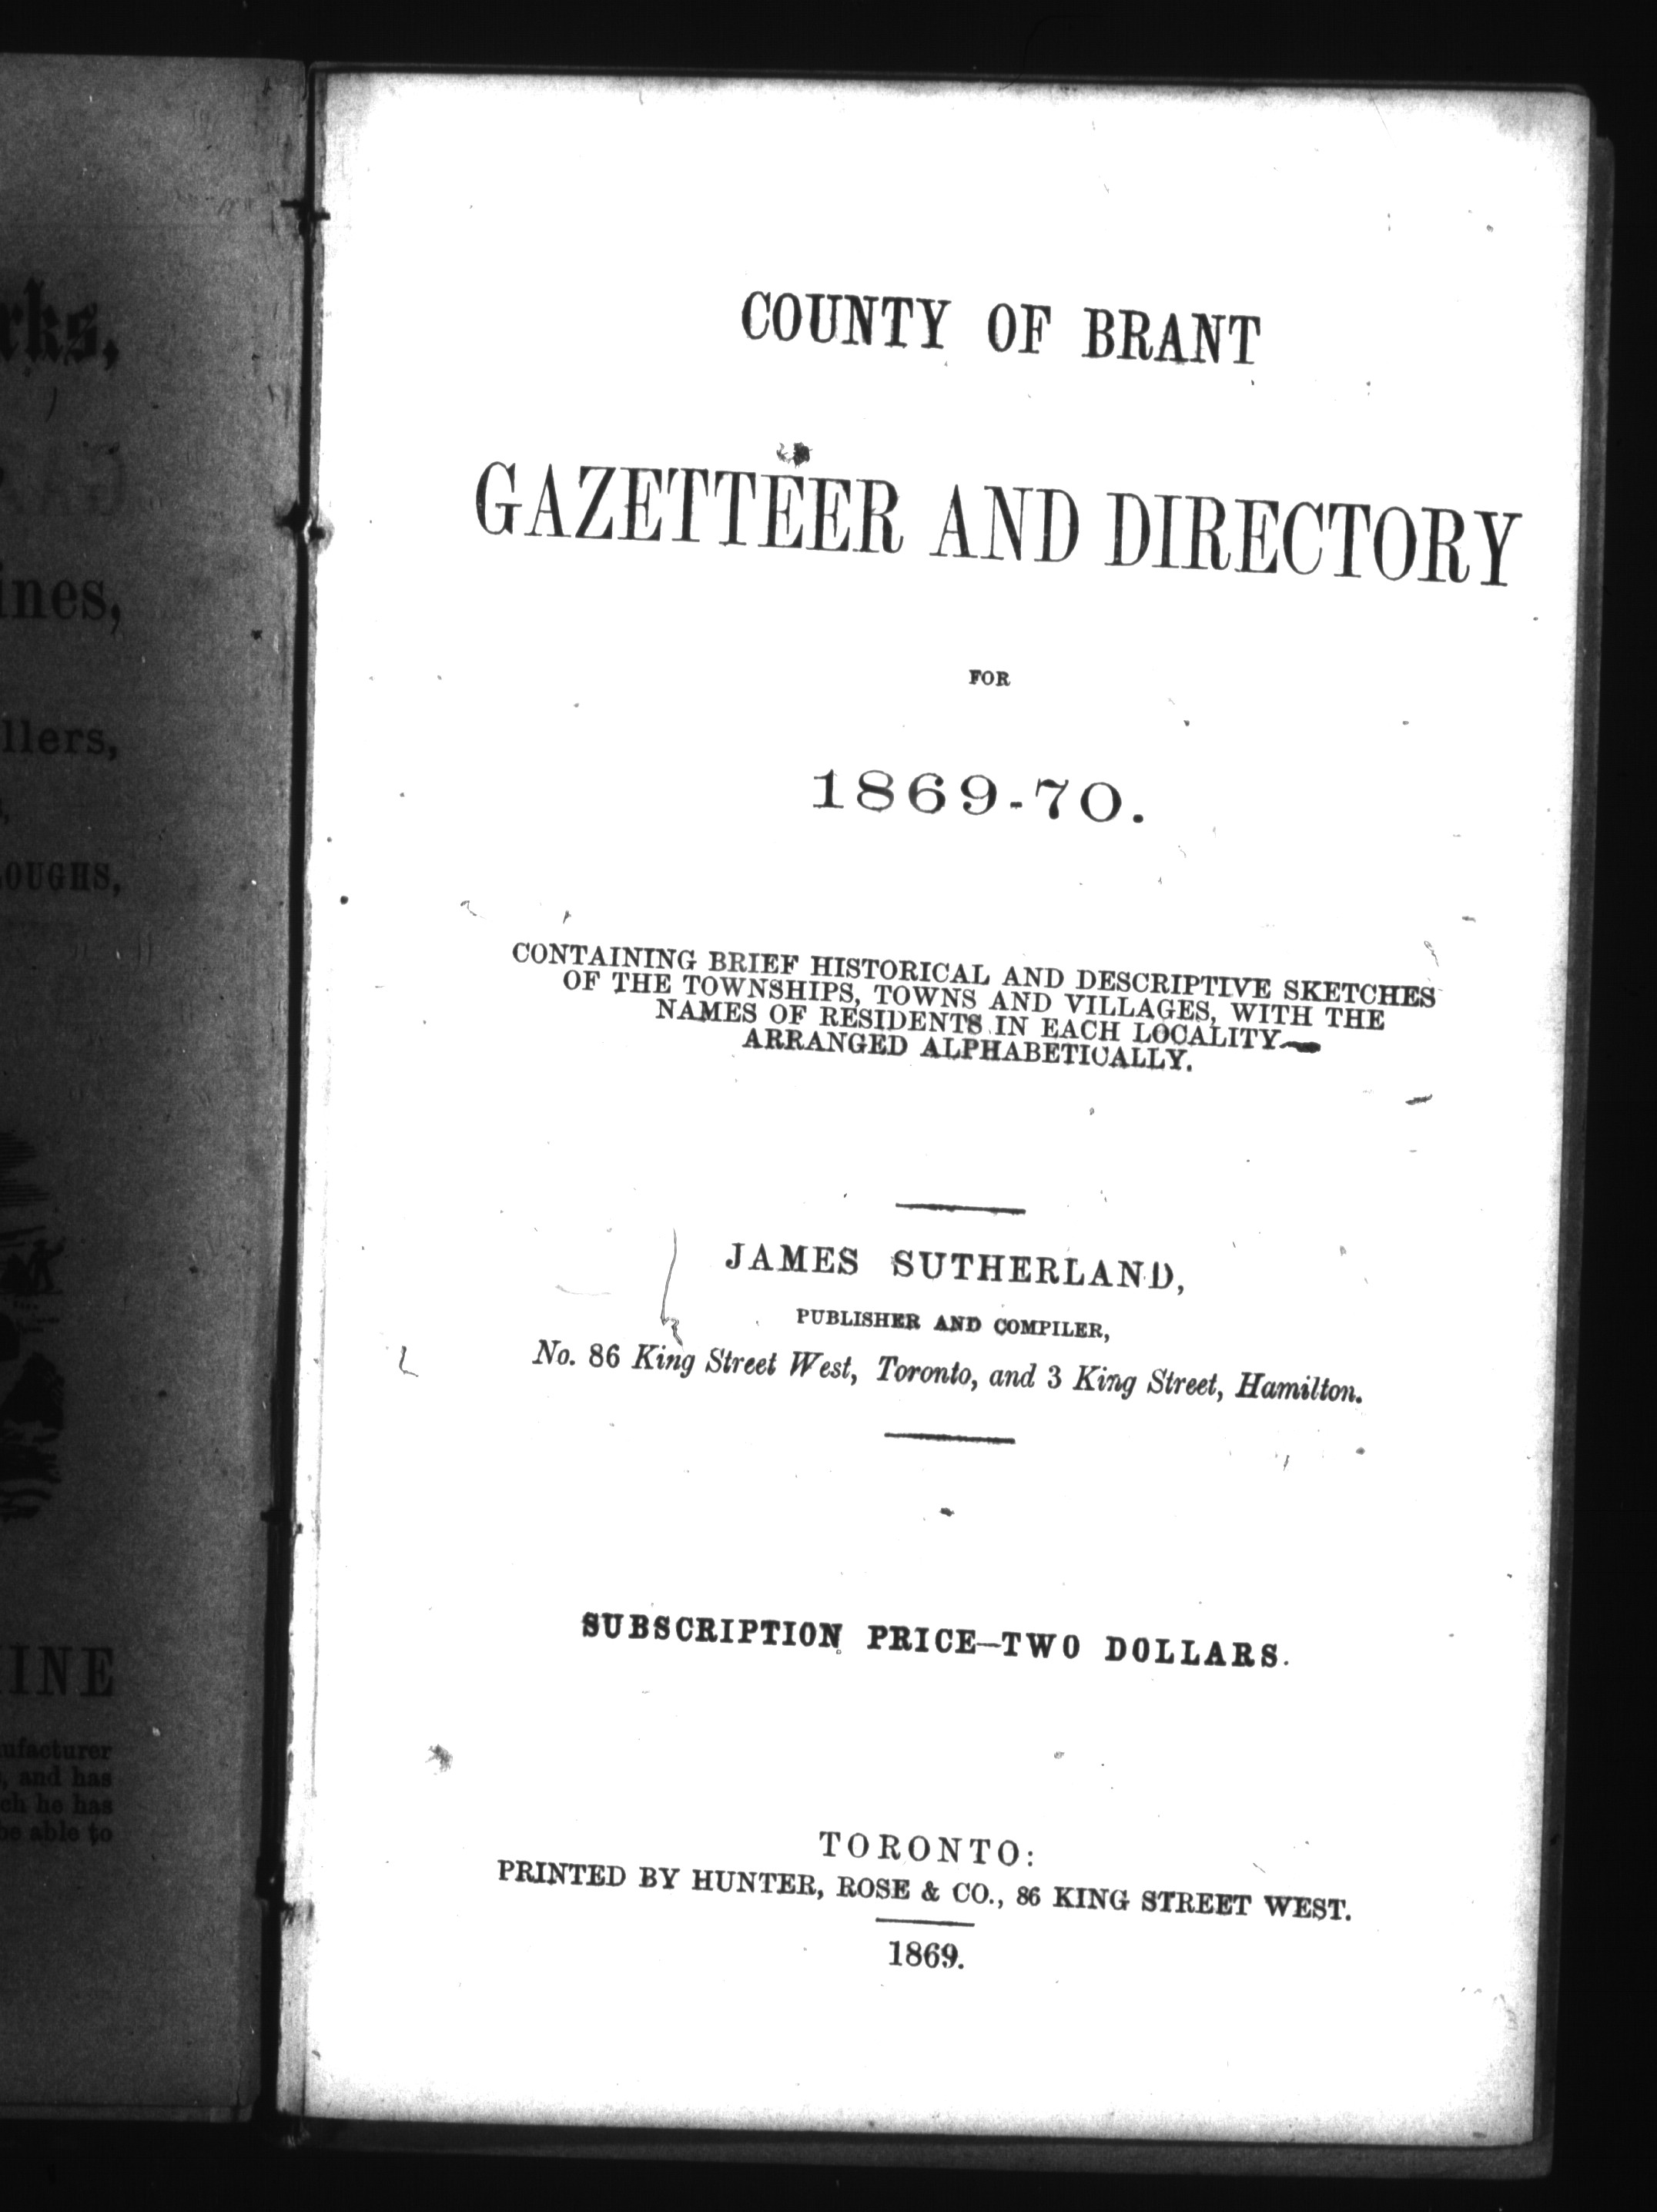 rks,
ines,
llers,
OUGHS,
INE
ufacturer
, and has
ch he has
be able to
COUNTY OF BRANT
GAZETTEER AND DIRECTORY
FOR
1869-70.
CONTAINING BRIEF HISTORICAL AND DESCRIPTIVE SKETCHES
OF THE TOWNSHIPS, TOWNS AND VILLAGES, WITH THE
NAMES OF RESIDENTS IN EACH LOCALITY—
ARRANGED ALPHABETICALLY.
JAMES SUTHERLAND,
PUBLISHER AND COMPILER,
No. 86 King Street West, Toronto, and 3 King Street, Hamilton.
SUBSCRIPTION PRICE—TWO DOLLARS.
TORONTO:
PRINTED BY HUNTER, ROSE & CO., 86 KING STREET WEST.
1869.